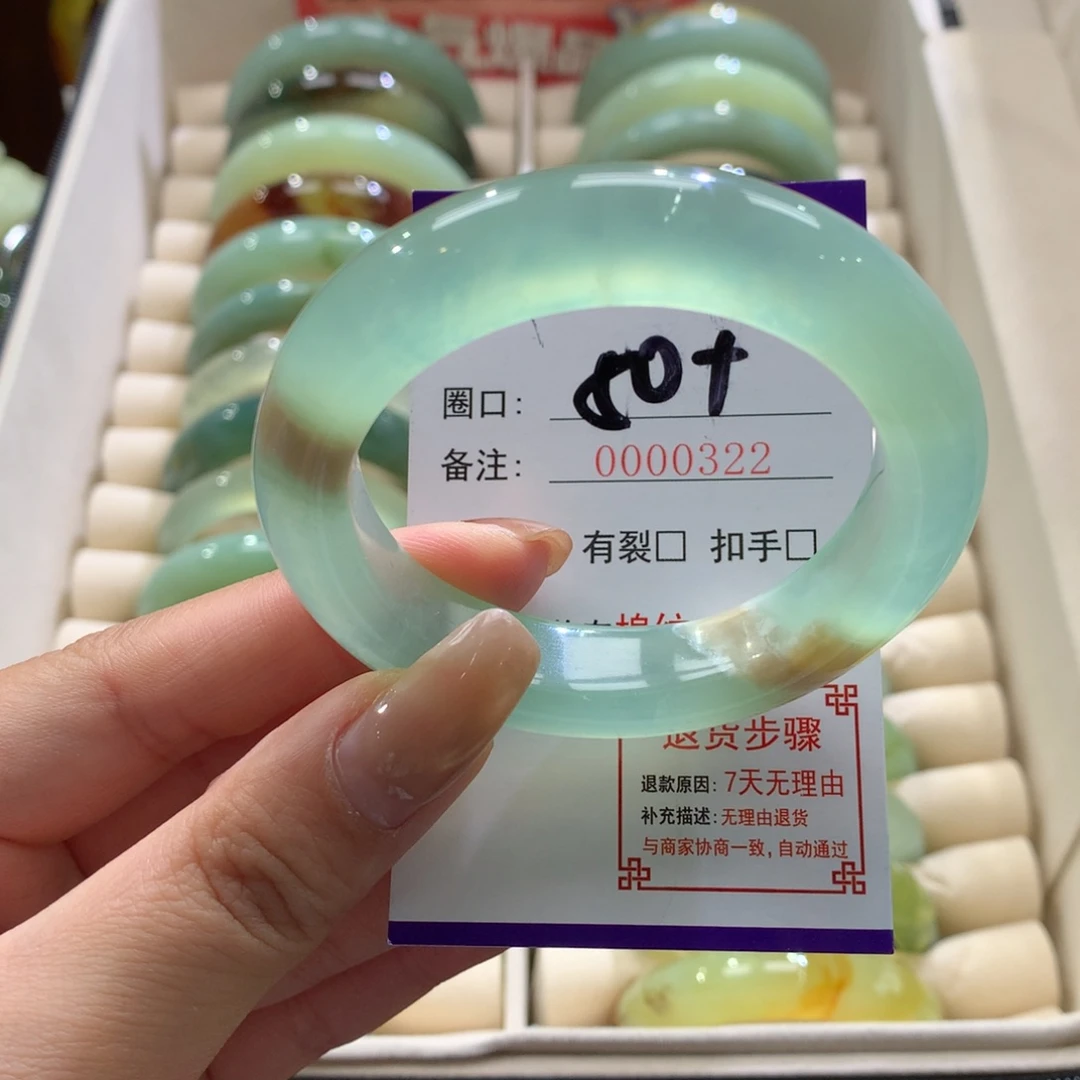 圈口: 80+
备注: 0000322
有裂□ 扣手□
退货步骤
退款原因: 7天无理由
补充描述: 无理由退货
与商家协商一致, 自动通过